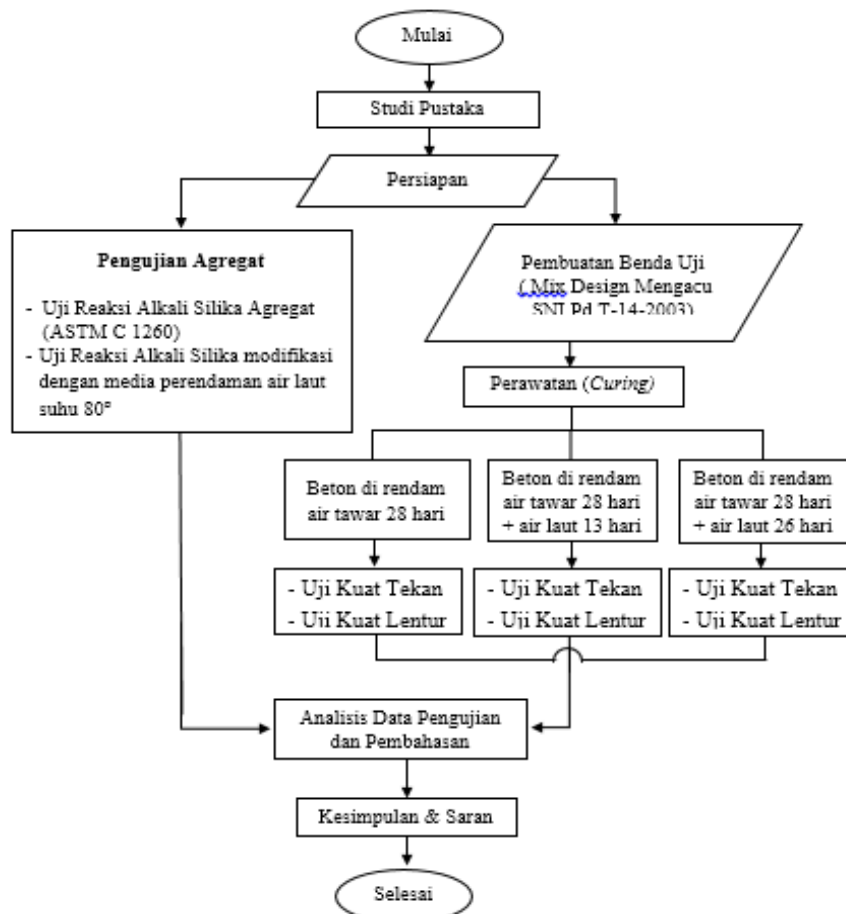 Mulai
Studi Pustaka
Persiapan
Pengujian Agregat
- Uji Reaksi Alkali Silika Agregat
(ASTM C 1260)
- Uji Reaksi Alkali Silika modifikasi
dengan media perendaman air laut
suhu 80°
Pembuatan Benda Uji
( Mix Design Mengacu
SNI Pd T-14-2003)
Perawatan (Curing)
Beton di rendam
air tawar 28 hari
Beton di rendam
air tawar 28 hari
+ air laut 13 hari
Beton di rendam
air tawar 28 hari
+ air laut 26 hari
- Uji Kuat Tekan
- Uji Kuat Lentur
- Uji Kuat Tekan
- Uji Kuat Lentur
- Uji Kuat Tekan
- Uji Kuat Lentur
Analisis Data Pengujian
dan Pembahasan
Kesimpulan & Saran
Selesai